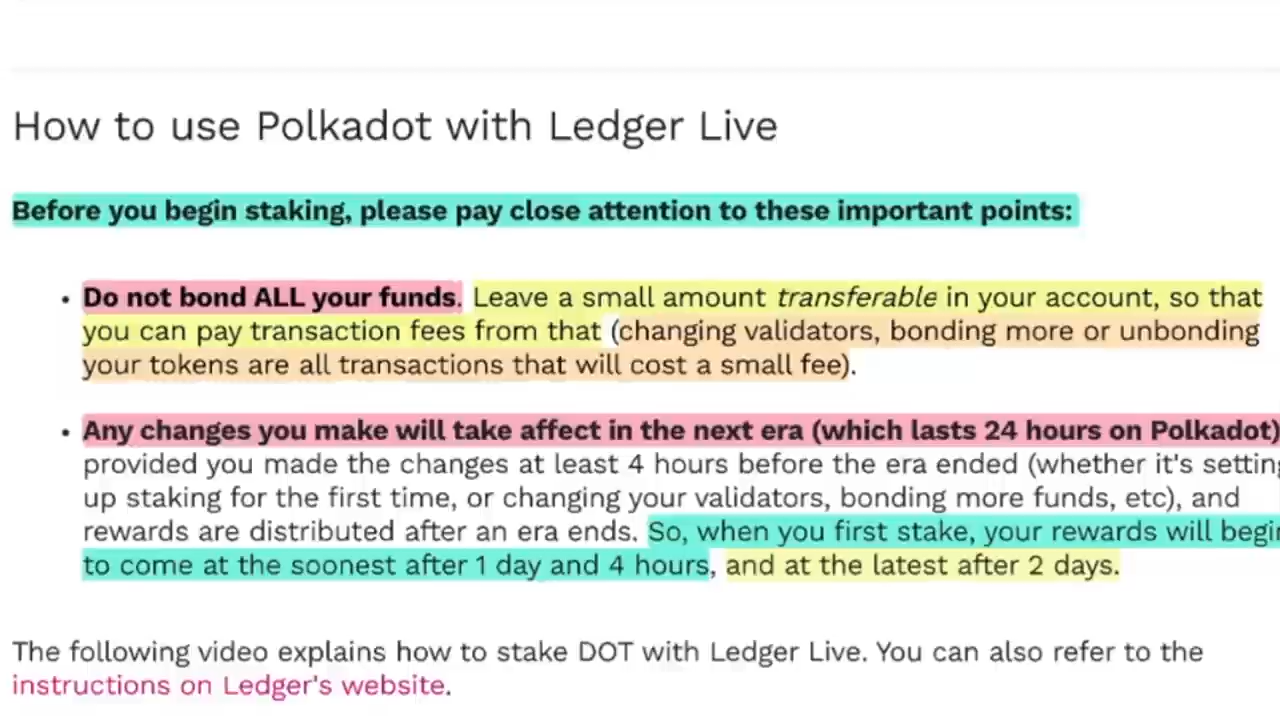 How to use Polkadot with Ledger Live
Before you begin staking, please pay close attention to these important points:
• Do not bond ALL your funds. Leave a small amount transferable in your account, so that
you can pay transaction fees from that (changing validators, bonding more or unbonding
your tokens are all transactions that will cost a small fee).
• Any changes you make will take affect in the next era (which lasts 24 hours on Polkadot)
provided you made the changes at least 4 hours before the era ended (whether it's settin
up staking for the first time, or changing your validators, bonding more funds, etc), and
rewards are distributed after an era ends. So, when you first stake, your rewards will begi
to come at the soonest after 1 day and 4 hours, and at the latest after 2 days.
The following video explains how to stake DOT with Ledger Live. You can also refer to the
instructions on Ledger's website.